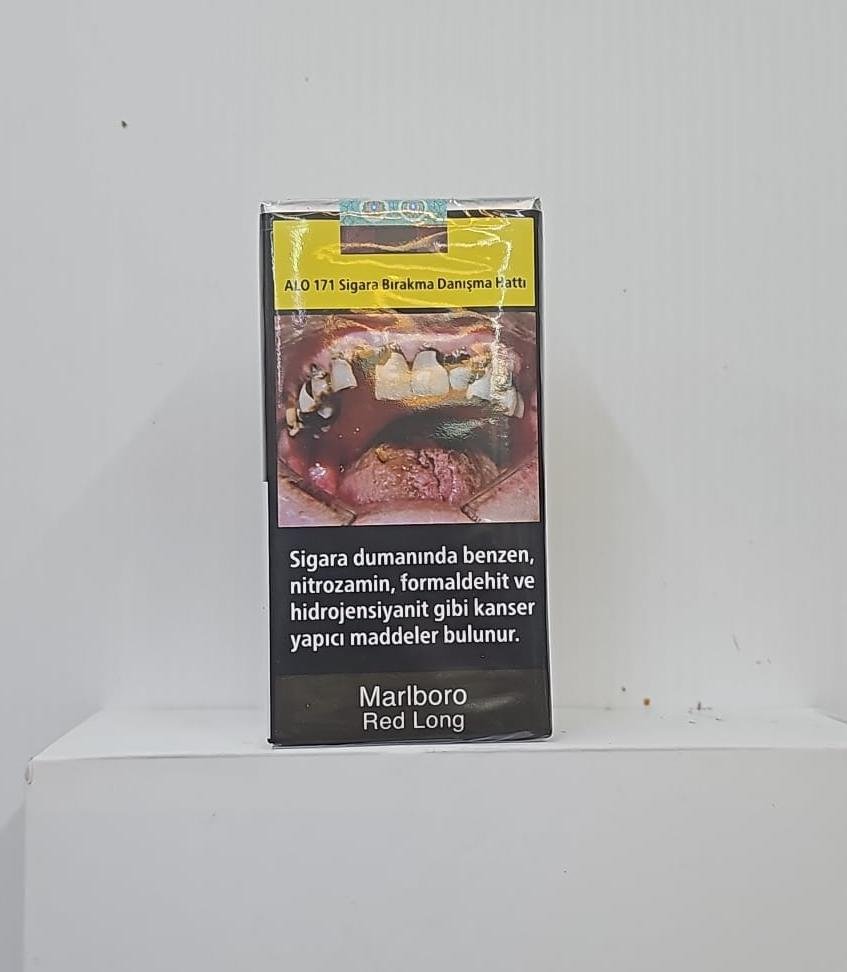 ALO 171 Sigara Bırakma Danışma Hattı
Sigara dumanında benzen,
nitrozamin, formaldehit ve
hidrojensiyanit gibi kanser
yapıcı maddeler bulunur.
Marlboro
Red Long